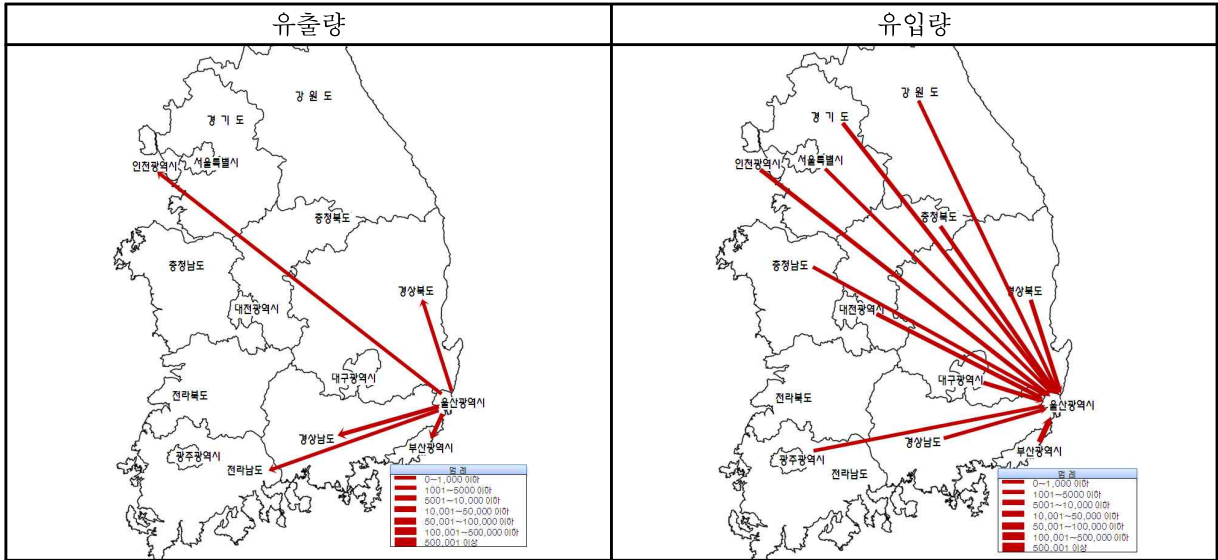 유출량
유입량
강 원 도
경 기 도
인천광역시
서울특별시
충청북도
충청남도
경상북도
대전광역시
대구광역시
전라북도
울산광역시
경상남도
부산광역시
광주광역시
전라남도
범 례
0~1,000 이하
1001~5000 이하
5001~10,000 이하
10,001~50,000 이하
50,001~100,000 이하
100,001~500,000 이하
500,001 이상
강 원 도
경 기 도
인천광역시
서울특별시
충청북도
충청남도
경상북도
대전광역시
대구광역시
전라북도
울산광역시
경상남도
부산광역시
광주광역시
전라남도
범 례
0~1,000 이하
1001~5000 이하
5001~10,000 이하
10,001~50,000 이하
50,001~100,000 이하
100,001~500,000 이하
500,001 이상